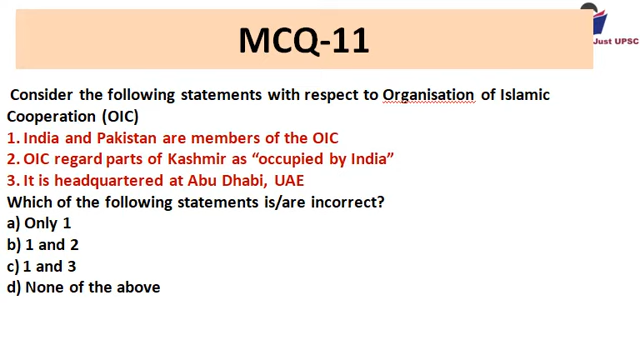 MCQ-11
Just UPSC
Consider the following statements with respect to Organisation of Islamic
Cooperation (OIC)
1. India and Pakistan are members of the OIC
2. OIC regard parts of Kashmir as “occupied by India”
3. It is headquartered at Abu Dhabi, UAE
Which of the following statements is/are incorrect?
a) Only 1
b) 1 and 2
c) 1 and 3
d) None of the above